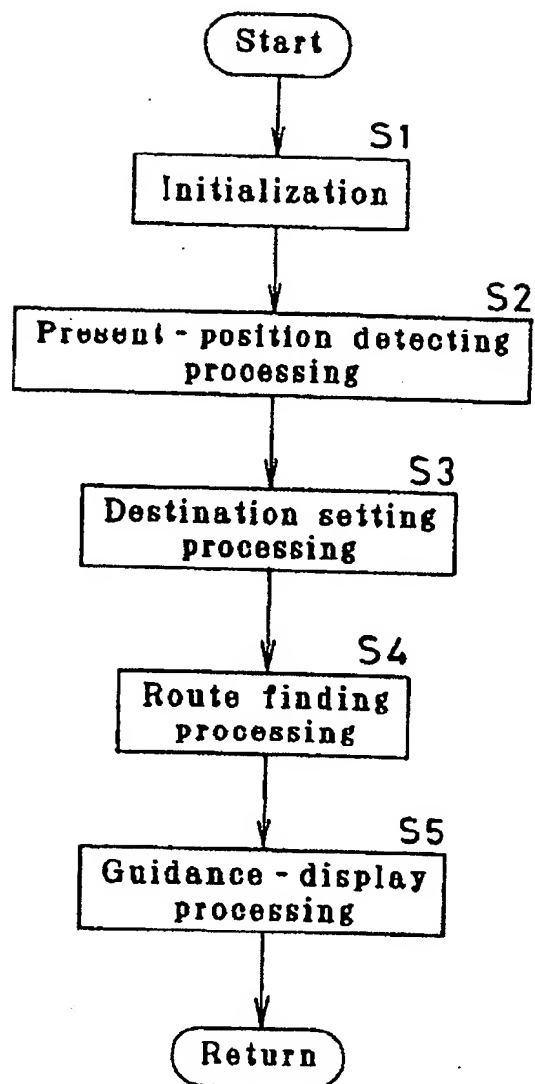 Start
S1
Initialization
S2
Present-position detecting
processing
S3
Destination setting
processing
S4
Route finding
processing
S5
Guidance-display
processing
Return